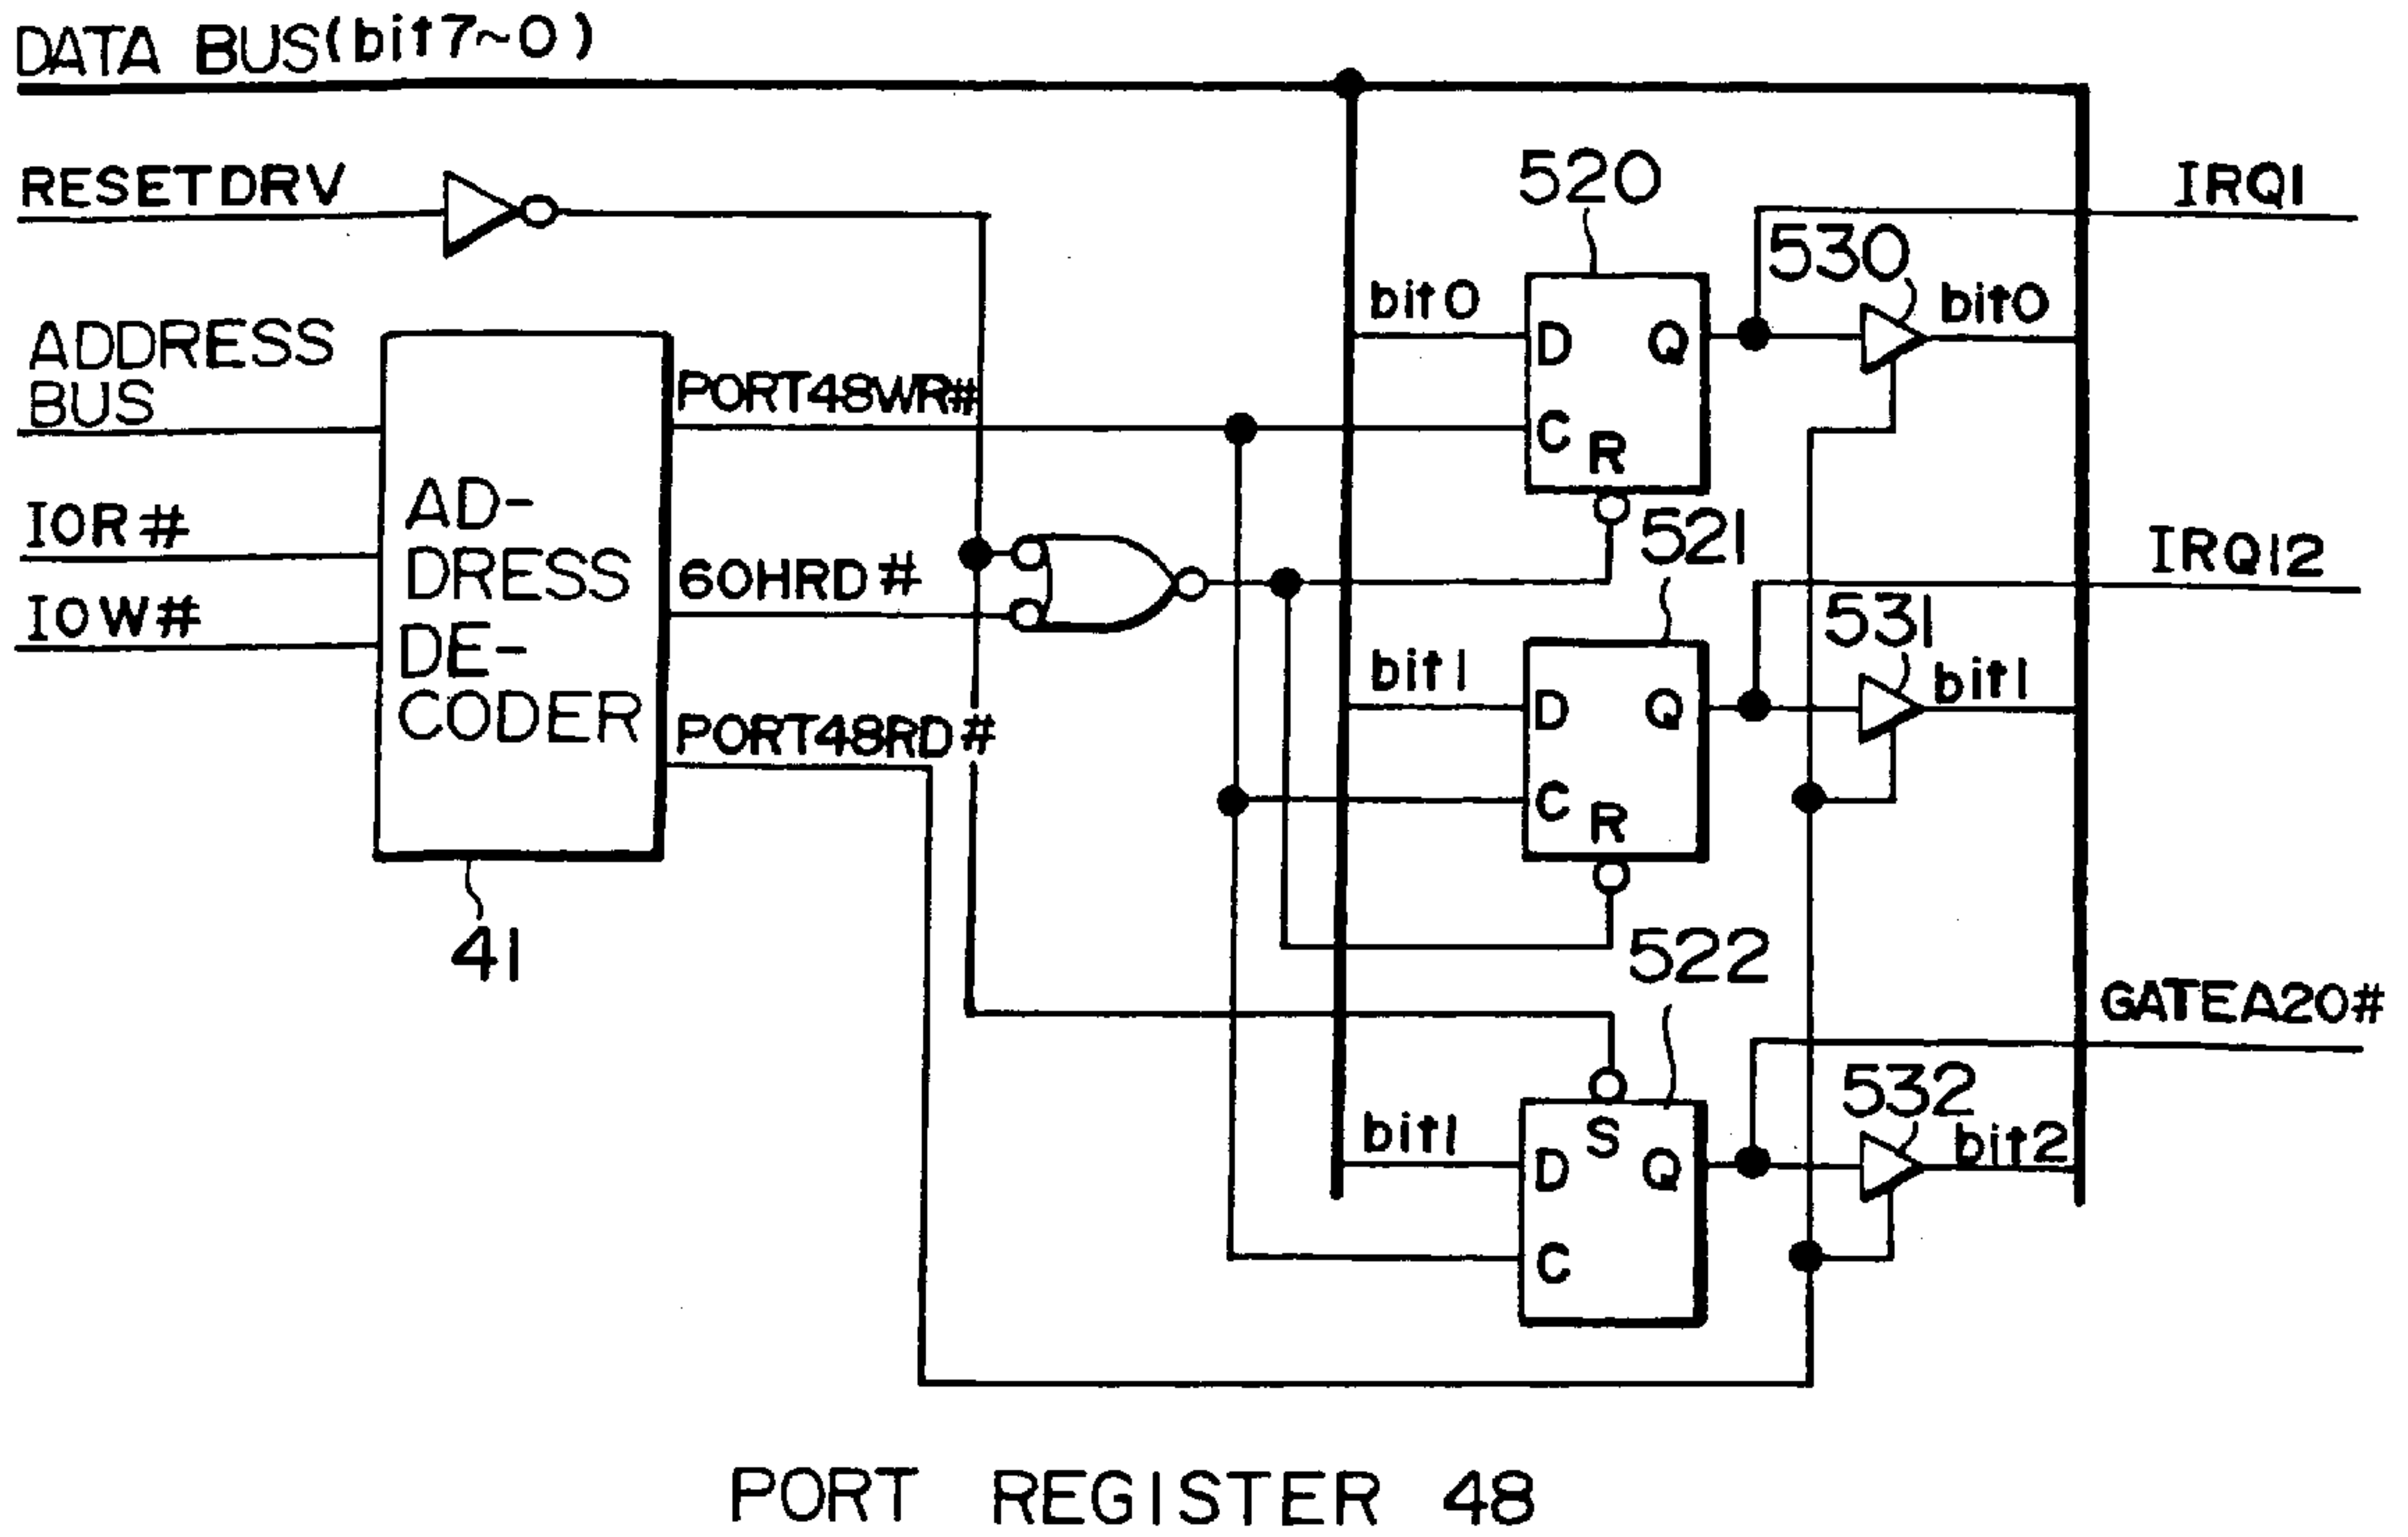 DATA BUS(bit7~0)
RESETDRV
520
IRQ1
530
bit0
bit0
ADDRESS
BUS
D
Q
PORT48WR#
C
R
AD-
DRESS
DE-
CODER
IOR#
521
IRQ12
60HRD#
IOW#
531
bit1
bit1
D
Q
PORT48RD#
C
R
41
522
GATEA20#
532
bit1
S
bit2
D
Q
C
PORT REGISTER 48